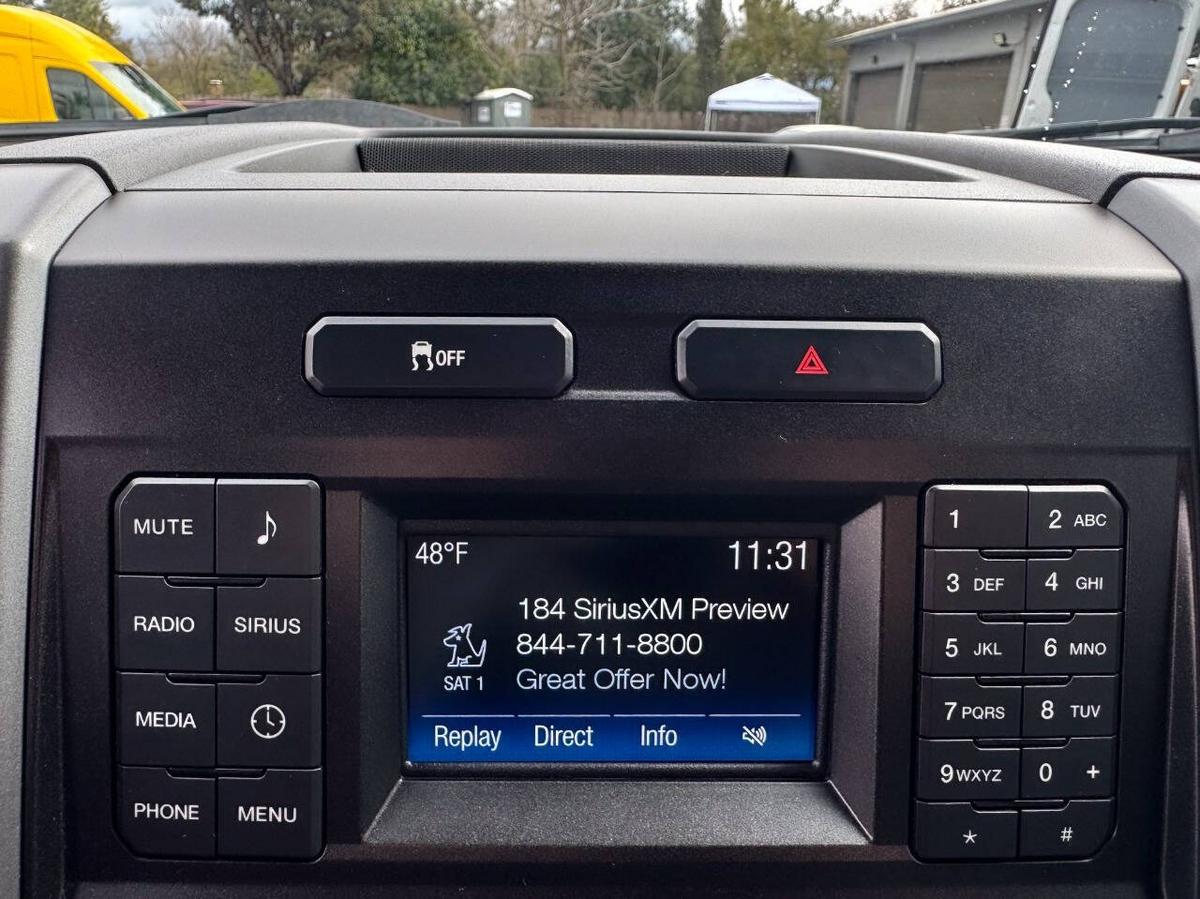 OFF
MUTE
RADIO SIRIUS
MEDIA
PHONE MENU
48°F 11:31
184 SiriusXM Preview
844-711-8800
SAT 1 Great Offer Now!
Replay Direct Info
1 2 ABC
3 DEF 4 GHI
5 JKL 6 MNO
7 PQRS 8 TUV
9 WXYZ 0 +
* #